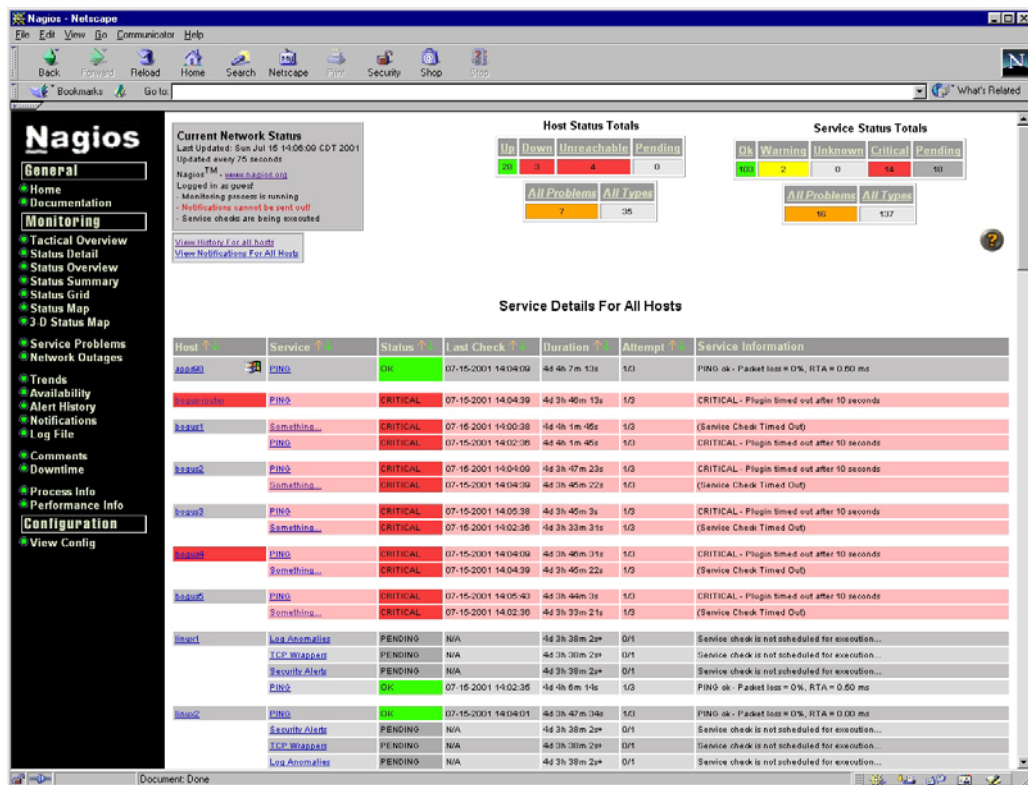 Nagios - Netscape
File Edit View Go Communicator Help
Back Forward Reload Home Search Netscape Print Security Shop Stop
Bookmarks Go to: What's Related
Nagios
General
Home
Documentation
Monitoring
Tactical Overview
Status Detail
Status Overview
Status Summary
Status Grid
Status Map
3-D Status Map
Service Problems
Network Outages
Trends
Availability
Alert History
Notifications
Log File
Comments
Downtime
Process Info
Performance Info
Configuration
View Config
Current Network Status
Last Updated: Sun Jul 15 14:06:09 CDT 2001
Updated every 75 seconds
Nagios™ - www.nagios.org
Logged in as guest
- Monitoring process is running
- Notifications cannot be sent out!
- Service checks are being executed
View History For all hosts
View Notifications For All Hosts
Host Status Totals
Up Down Unreachable Pending
28 3 4 0
All Problems All Types
7 35
Service Status Totals
Ok Warning Unknown Critical Pending
103 2 0 14 18
All Problems All Types
16 137
Service Details For All Hosts
Host Service Status Last Check Duration Attempt Service Information
PING OK 07-15-2001 14:04:09 4d 4h 7m 13s 1/3 PING ok - Packet loss = 0%, RTA = 0.60 ms
bogus-router PING CRITICAL 07-15-2001 14:04:39 4d 3h 46m 13s 1/3 CRITICAL - Plugin timed out after 10 seconds
bogus1 Something... CRITICAL 07-15-2001 14:00:38 4d 4h 1m 46s 1/3 (Service Check Timed Out)
PING CRITICAL 07-15-2001 14:02:36 4d 4h 1m 46s 1/3 CRITICAL - Plugin timed out after 10 seconds
bogus2 PING CRITICAL 07-15-2001 14:04:09 4d 3h 47m 23s 1/3 CRITICAL - Plugin timed out after 10 seconds
Something... CRITICAL 07-15-2001 14:04:39 4d 3h 45m 22s 1/3 (Service Check Timed Out)
bogus3 PING CRITICAL 07-15-2001 14:05:38 4d 3h 45m 3s 1/3 CRITICAL - Plugin timed out after 10 seconds
Something... CRITICAL 07-15-2001 14:02:36 4d 3h 33m 31s 1/3 (Service Check Timed Out)
bogus4 PING CRITICAL 07-15-2001 14:04:09 4d 3h 46m 31s 1/3 CRITICAL - Plugin timed out after 10 seconds
Something... CRITICAL 07-15-2001 14:04:39 4d 3h 45m 22s 1/3 (Service Check Timed Out)
bogus5 PING CRITICAL 07-15-2001 14:05:43 4d 3h 44m 3s 1/3 CRITICAL - Plugin timed out after 10 seconds
Something... CRITICAL 07-15-2001 14:02:36 4d 3h 33m 21s 1/3 (Service Check Timed Out)
linux1 Log Anomalies PENDING N/A 4d 3h 38m 2s+ 0/1 Service check is not scheduled for execution...
TCP Wrappers PENDING N/A 4d 3h 38m 2s+ 0/1 Service check is not scheduled for execution...
Security Alerts PENDING N/A 4d 3h 38m 2s+ 0/1 Service check is not scheduled for execution...
PING OK 07-15-2001 14:02:35 4d 4h 6m 14s 1/3 PING ok - Packet loss = 0%, RTA = 0.60 ms
linux2 PING OK 07-15-2001 14:04:01 4d 3h 47m 34s 1/3 PING ok - Packet loss = 0%, RTA = 0.00 ms
Security Alerts PENDING N/A 4d 3h 38m 2s+ 0/1 Service check is not scheduled for execution...
TCP Wrappers PENDING N/A 4d 3h 38m 2s+ 0/1 Service check is not scheduled for execution...
Log Anomalies PENDING N/A 4d 3h 38m 2s+ 0/1 Service check is not scheduled for execution...
Document: Done